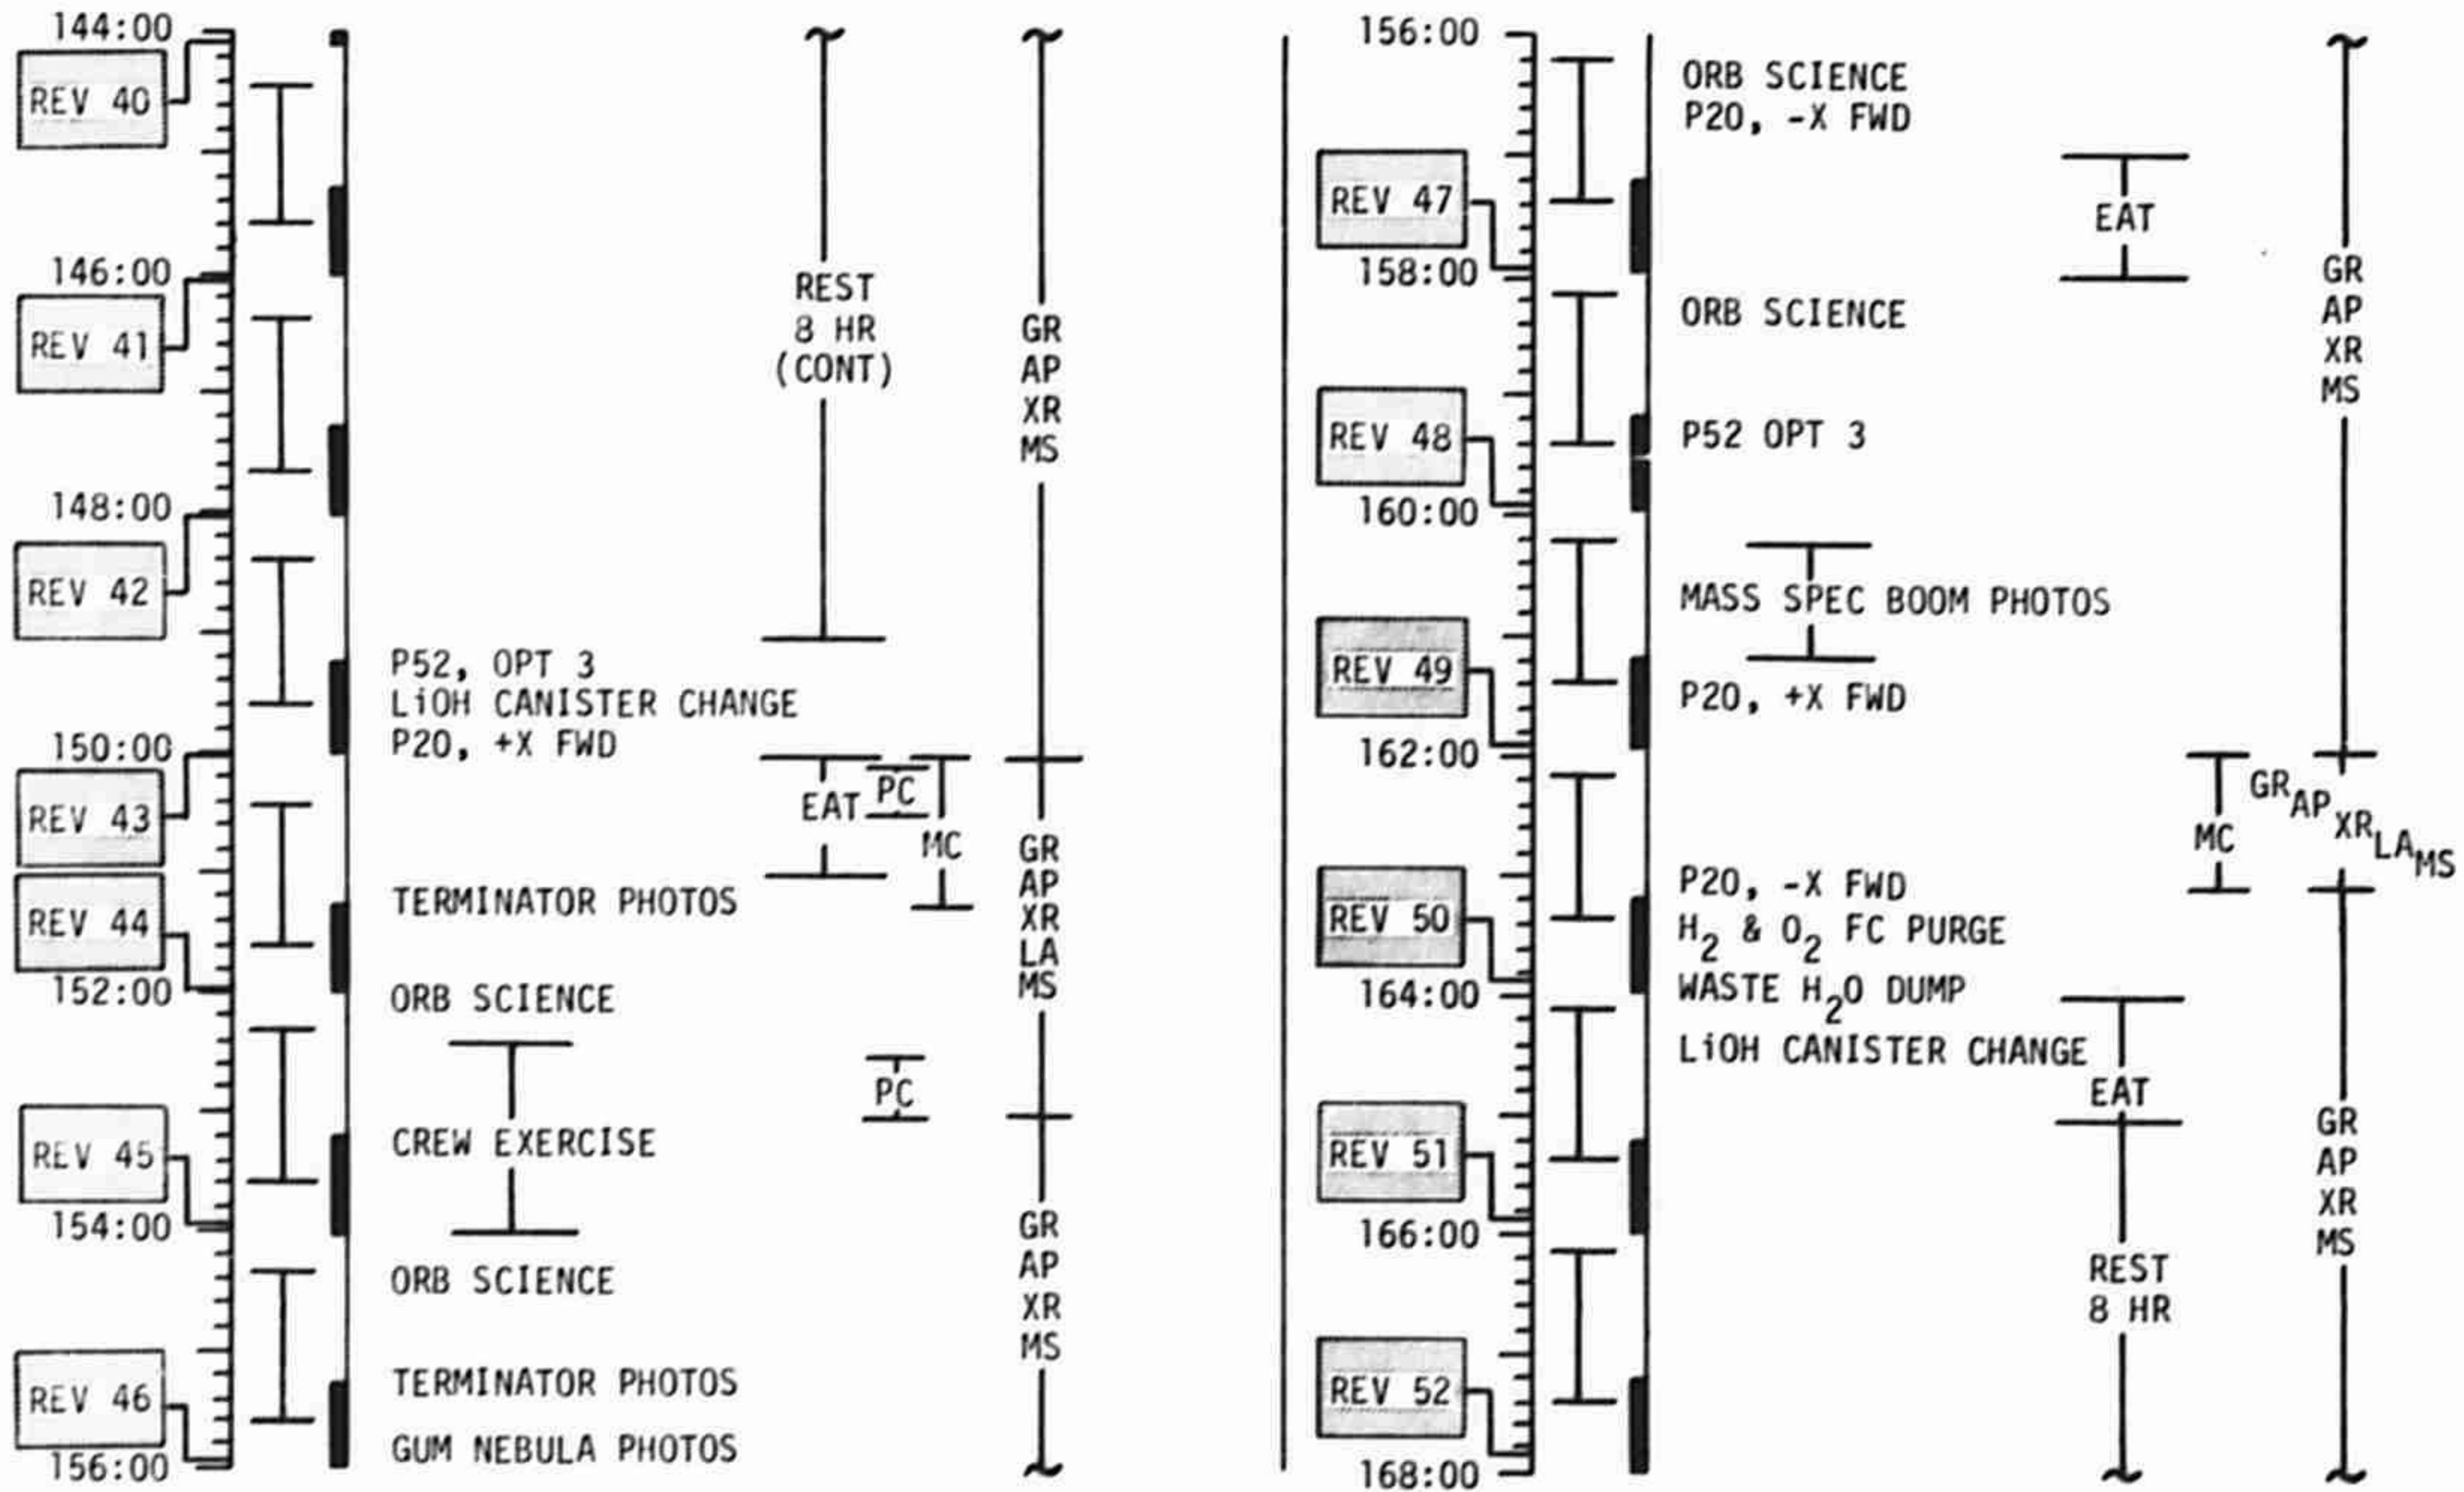 144:00
REV 40
146:00
REV 41
148:00
REV 42
150:00
REV 43
REV 44
152:00
REV 45
154:00
REV 46
156:00
P52, OPT 3
LiOH CANISTER CHANGE
P20, +X FWD
TERMINATOR PHOTOS
ORB SCIENCE
CREW EXERCISE
ORB SCIENCE
TERMINATOR PHOTOS
GUM NEBULA PHOTOS
REST
8 HR
(CONT)
EAT
PC
MC
PC
GR
AP
XR
MS
GR
AP
XR
LA
MS
GR
AP
XR
MS
156:00
REV 47
158:00
REV 48
160:00
REV 49
162:00
REV 50
164:00
REV 51
166:00
REV 52
168:00
ORB SCIENCE
P20, -X FWD
ORB SCIENCE
P52 OPT 3
MASS SPEC BOOM PHOTOS
P20, +X FWD
P20, -X FWD
H2 & O2 FC PURGE
WASTE H2O DUMP
LiOH CANISTER CHANGE
EAT
EAT
REST
8 HR
MC
GR
AP
XR
MS
GR AP XR LA MS
GR
AP
XR
MS